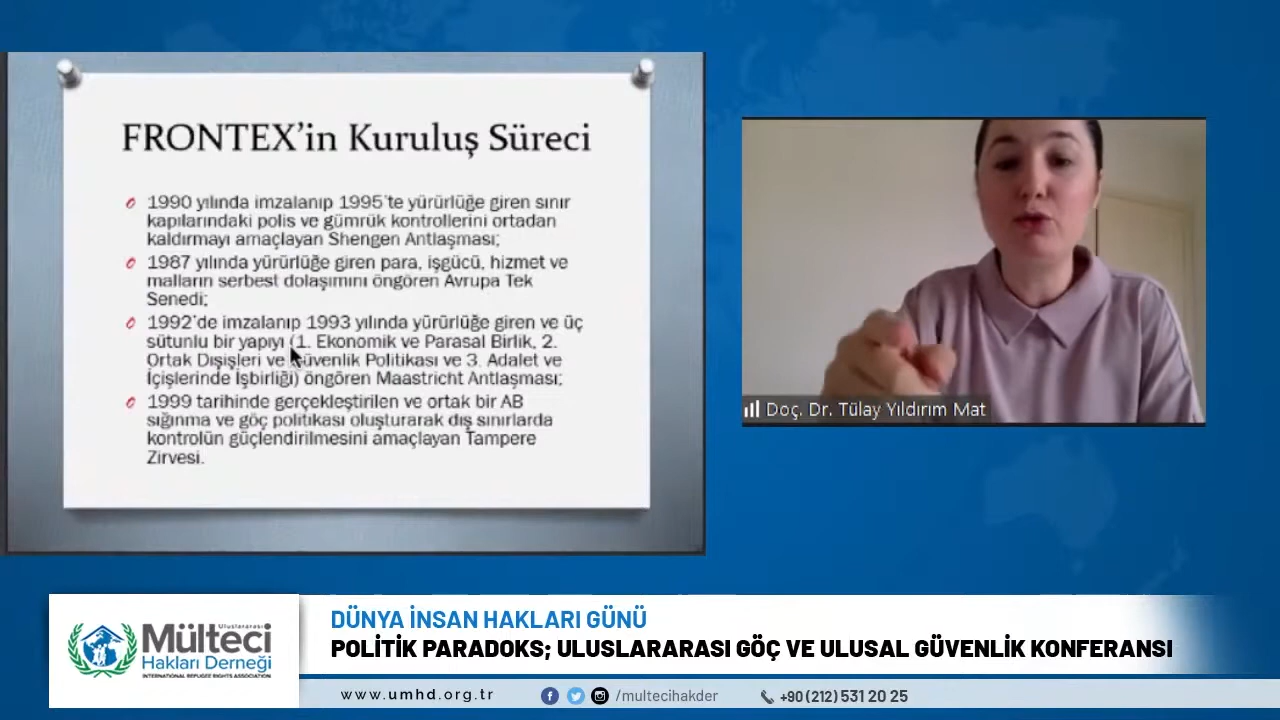 FRONTEX’in Kuruluş Süreci
1990 yılında imzalanıp 1995’te yürürlüğe giren sınır
kapılarındaki polis ve gümrük kontrollerini ortadan
kaldırmayı amaçlayan Shengen Antlaşması;
1987 yılında yürürlüğe giren para, işgücü, hizmet ve
malların serbest dolaşımını öngören Avrupa Tek
Senedi;
1992’de imzalanıp 1993 yılında yürürlüğe giren ve üç
sütunlu bir yapıyı (1. Ekonomik ve Parasal Birlik, 2.
Ortak Dışişleri ve Güvenlik Politikası ve 3. Adalet ve
İçişlerinde İşbirliği) öngören Maastricht Antlaşması;
1999 tarihinde gerçekleştirilen ve ortak bir AB
sığınma ve göç politikası oluşturarak dış sınırlarda
kontrolün güçlendirilmesini amaçlayan Tampere
Zirvesi.
Doç. Dr. Tülay Yıldırım Mat
Uluslararası
Mülteci
Hakları Derneği
INTERNATIONAL REFUGEE RIGHTS ASSOCIATION
DÜNYA İNSAN HAKLARI GÜNÜ
POLİTİK PARADOKS; ULUSLARARASI GÖÇ VE ULUSAL GÜVENLİK KONFERANSI
www.umhd.org.tr
/multecihakder
+90 (212) 531 20 25